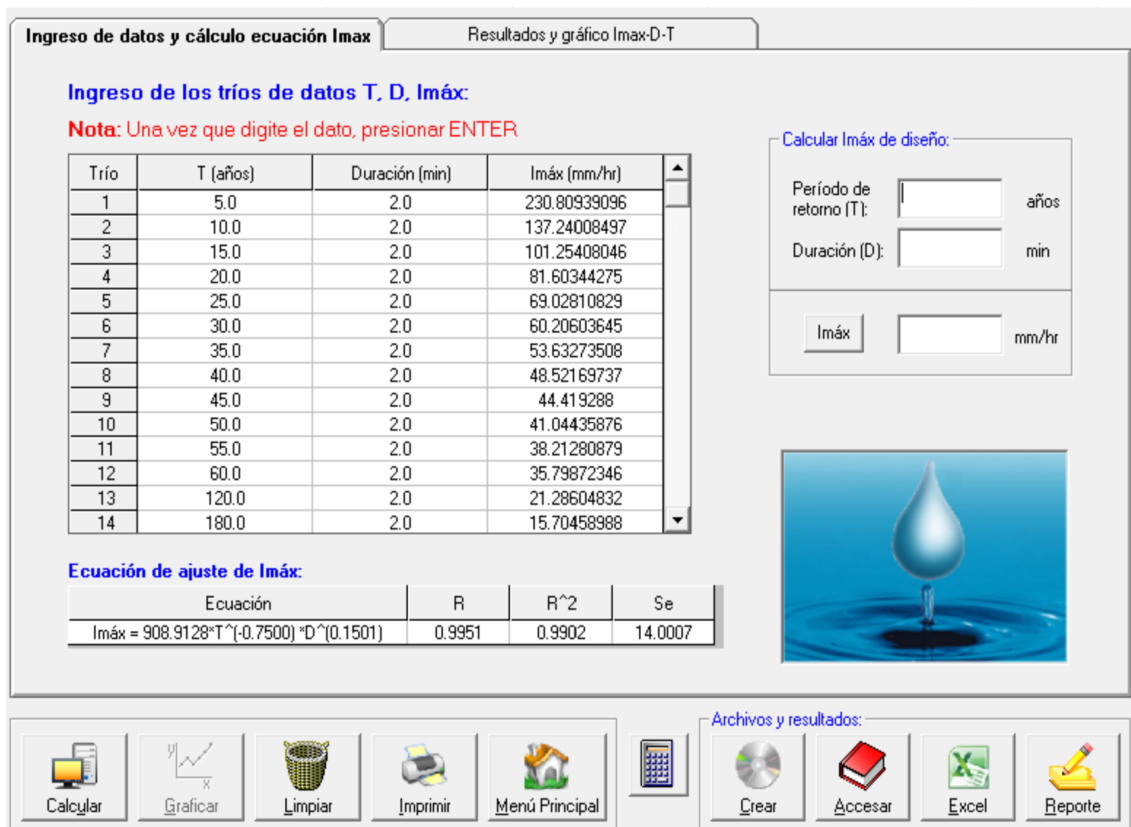 Ingreso de datos y cálculo ecuación Imax
Resultados y gráfico Imax-D-T
Ingreso de los tríos de datos T, D, Imáx:
Nota: Una vez que digite el dato, presionar ENTER
Trío T (años) Duración (min) Imáx (mm/hr)
1 5.0 2.0 230.80939096
2 10.0 2.0 137.24008497
3 15.0 2.0 101.25408046
4 20.0 2.0 81.60344275
5 25.0 2.0 69.02810829
6 30.0 2.0 60.20603645
7 35.0 2.0 53.63273508
8 40.0 2.0 48.52169737
9 45.0 2.0 44.419288
10 50.0 2.0 41.04435876
11 55.0 2.0 38.21280879
12 60.0 2.0 35.79872346
13 120.0 2.0 21.28604832
14 180.0 2.0 15.70458988
Calcular Imáx de diseño:
Período de
retorno (T):
años
Duración (D):
min
Imáx
mm/hr
Ecuación de ajuste de Imáx:
Ecuación R R^2 Se
Imáx = 908.9128*T^(-0.7500) *D^(0.1501) 0.9951 0.9902 14.0007
Archivos y resultados:
y
x
Calcular
Graficar
Limpiar
Imprimir
Menú Principal
Crear
Accesar
Excel
Reporte